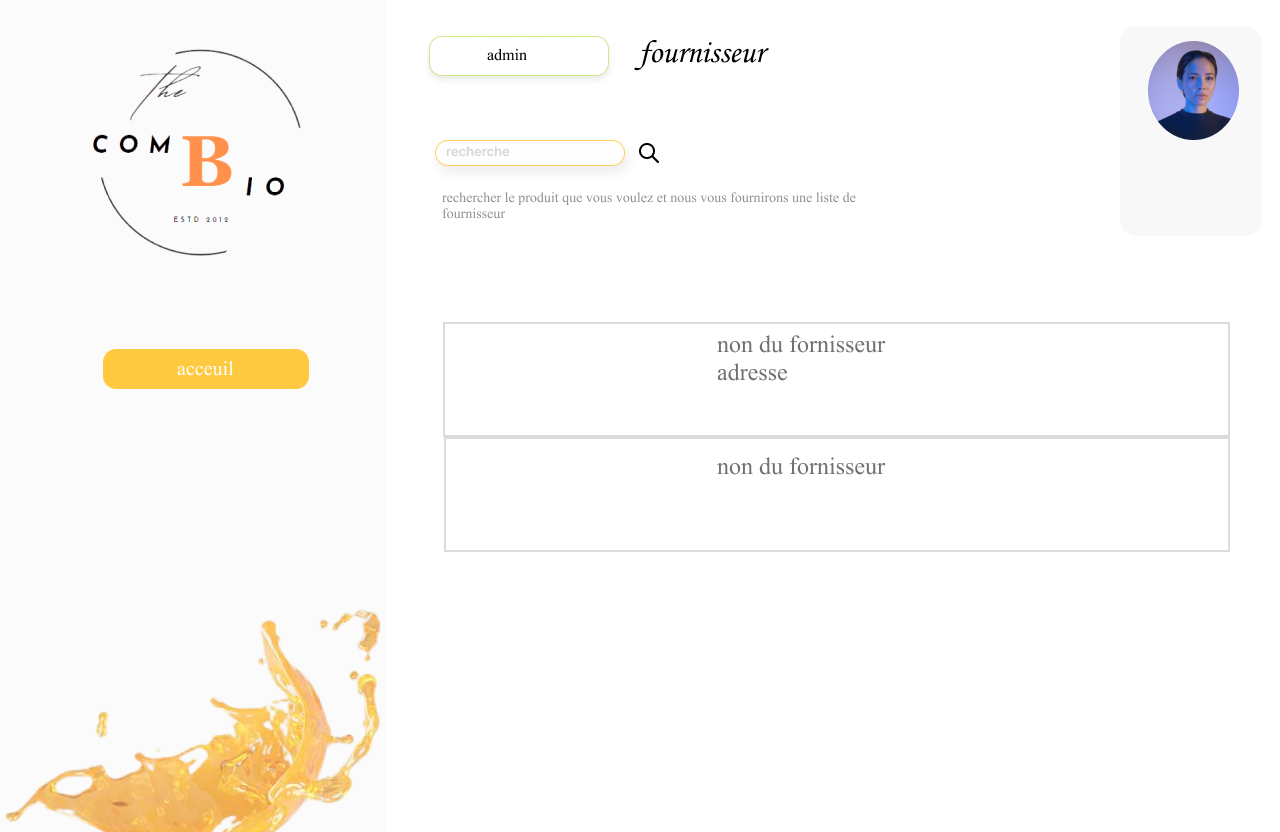 the
COM
B
IO
ESTD 2012
acceuil
admin
fournisseur
recherche
rechercher le produit que vous voulez et nous vous fournirons une liste de
fournisseur
non du fornisseur
adresse
non du fornisseur